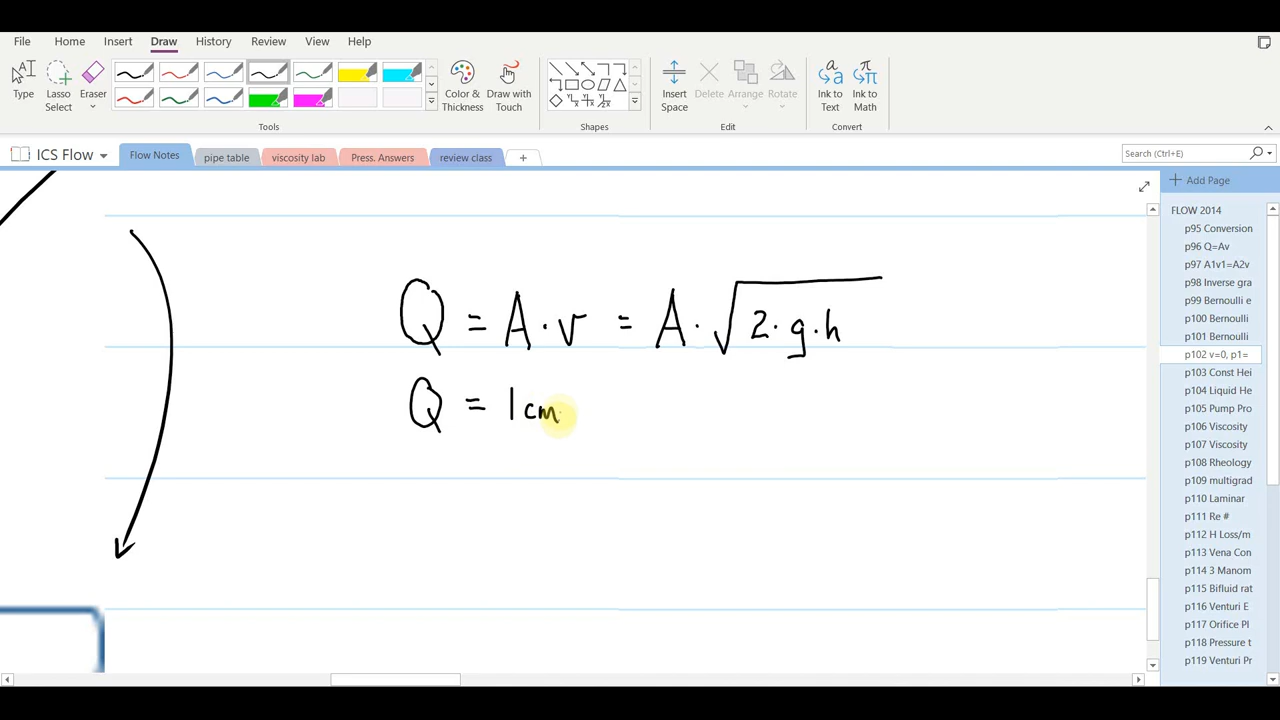 File Home Insert Draw History Review View Help
Type Lasso Select Eraser Color & Thickness Draw with Touch Insert Space Delete Arrange Rotate Ink to Text Ink to Math
Tools Shapes Edit Convert
ICS Flow Flow Notes pipe table viscosity lab Press. Answers review class + Search (Ctrl+E)
+ Add Page
FLOW 2014
p95 Conversion
p96 Q=Av
p97 A1v1=A2v
p98 Inverse gra
p99 Bernoulli e
p100 Bernoulli
p101 Bernoulli
p102 v=0, p1=
p103 Const Hei
p104 Liquid He
p105 Pump Pro
p106 Viscosity
p107 Viscosity
p108 Rheology
p109 multigrad
p110 Laminar
p111 Re #
p112 H Loss/m
p113 Vena Con
p114 3 Manom
p115 Bifluid rat
p116 Venturi E
p117 Orifice Pl
p118 Pressure t
p119 Venturi Pr
Q = A · v = A · √2 · g · h
Q = 1 cm